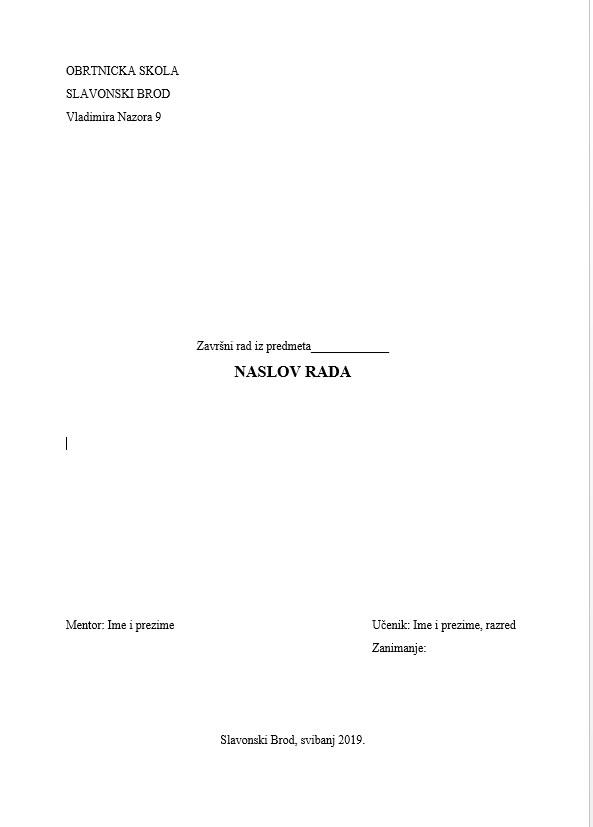 OBRTNICKA SKOLA
SLAVONSKI BROD
Vladimira Nazora 9
Završni rad iz predmeta_____________
NASLOV RADA
Mentor: Ime i prezime
Učenik: Ime i prezime, razred
Zanimanje:
Slavonski Brod, svibanj 2019.